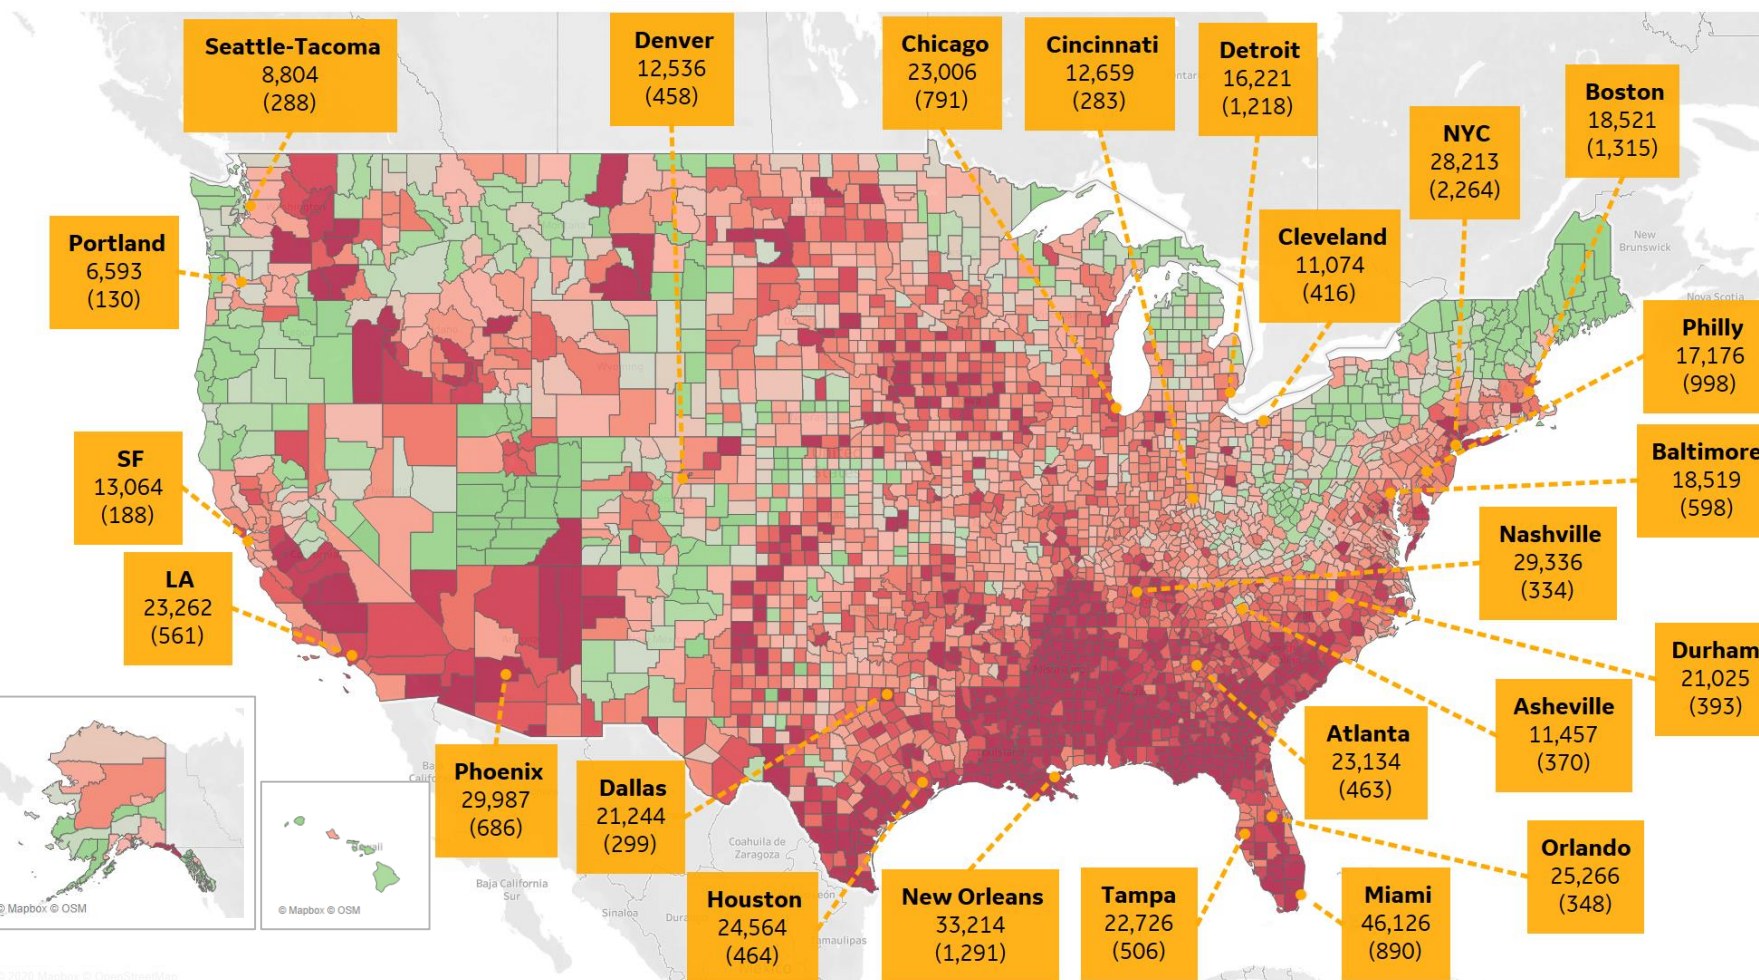 Seattle-Tacoma
8,804
(288)
Denver
12,536
(458)
Chicago
23,006
(791)
Cincinnati
12,659
(283)
Detroit
16,221
(1,218)
Boston
18,521
(1,315)
NYC
28,213
(2,264)
Portland
6,593
(130)
Cleveland
11,074
(416)
New
Brunswick
Nova Scotia
Philly
17,176
(998)
SF
13,064
(188)
Baltimore
18,519
(598)
Nashville
29,336
(334)
LA
23,262
(561)
Durham
21,025
(393)
Asheville
11,457
(370)
Atlanta
23,134
(463)
Phoenix
29,987
(686)
Dallas
21,244
(299)
Orlando
25,266
(348)
Houston
24,564
(464)
New Orleans
33,214
(1,291)
Tampa
22,726
(506)
Miami
46,126
(890)
Coahuila de
Zaragoza
Baja California
Sur
Sinaloa
© Mapbox © OSM
© Mapbox © OSM
© 2020 Mapbox © OpenStreetMap